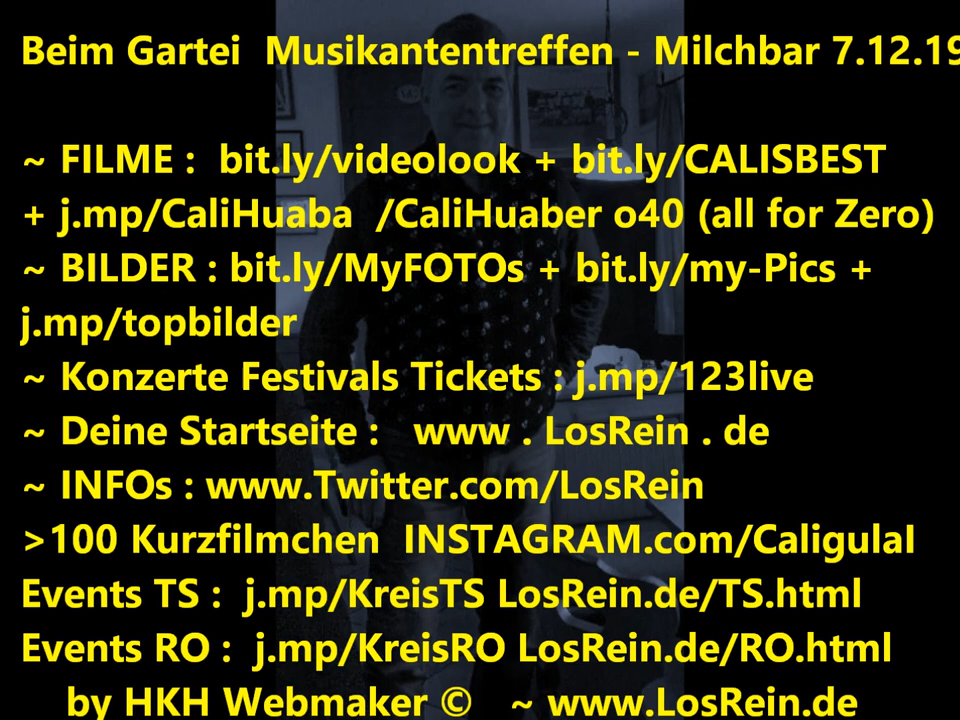 Beim Gartei  Musikantentreffen - Milchbar 7.12.19
~ FILME :  bit.ly/videolook + bit.ly/CALISBEST
+ j.mp/CaliHuaba  /CaliHuaber o40 (all for Zero)
~ BILDER : bit.ly/MyFOTOs + bit.ly/my-Pics +
j.mp/topbilder
~ Konzerte Festivals Tickets : j.mp/123live
~ Deine Startseite :   www . LosRein . de
~ INFOs : www.Twitter.com/LosRein
>100 Kurzfilmchen  INSTAGRAM.com/CaligulaI
Events TS :  j.mp/KreisTS LosRein.de/TS.html
Events RO :  j.mp/KreisRO LosRein.de/RO.html
by HKH Webmaker ©   ~ www.LosRein.de